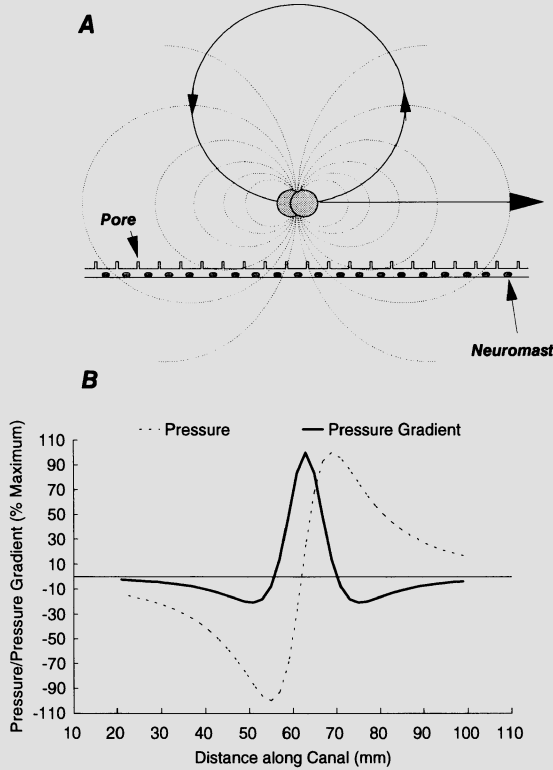 A
Pore
Neuromast
B
Pressure
Pressure Gradient
Pressure/Pressure Gradient (% Maximum)
110
90
70
50
30
10
-10
-30
-50
-70
-90
-110
10 20 30 40 50 60 70 80 90 100 110
Distance along Canal (mm)